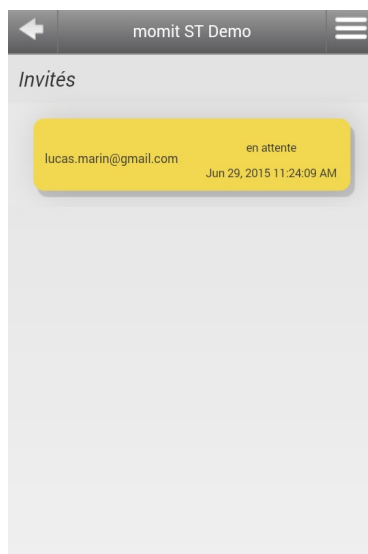 momit ST Demo
Invités
lucas.marin@gmail.com
en attente
Jun 29, 2015 11:24:09 AM